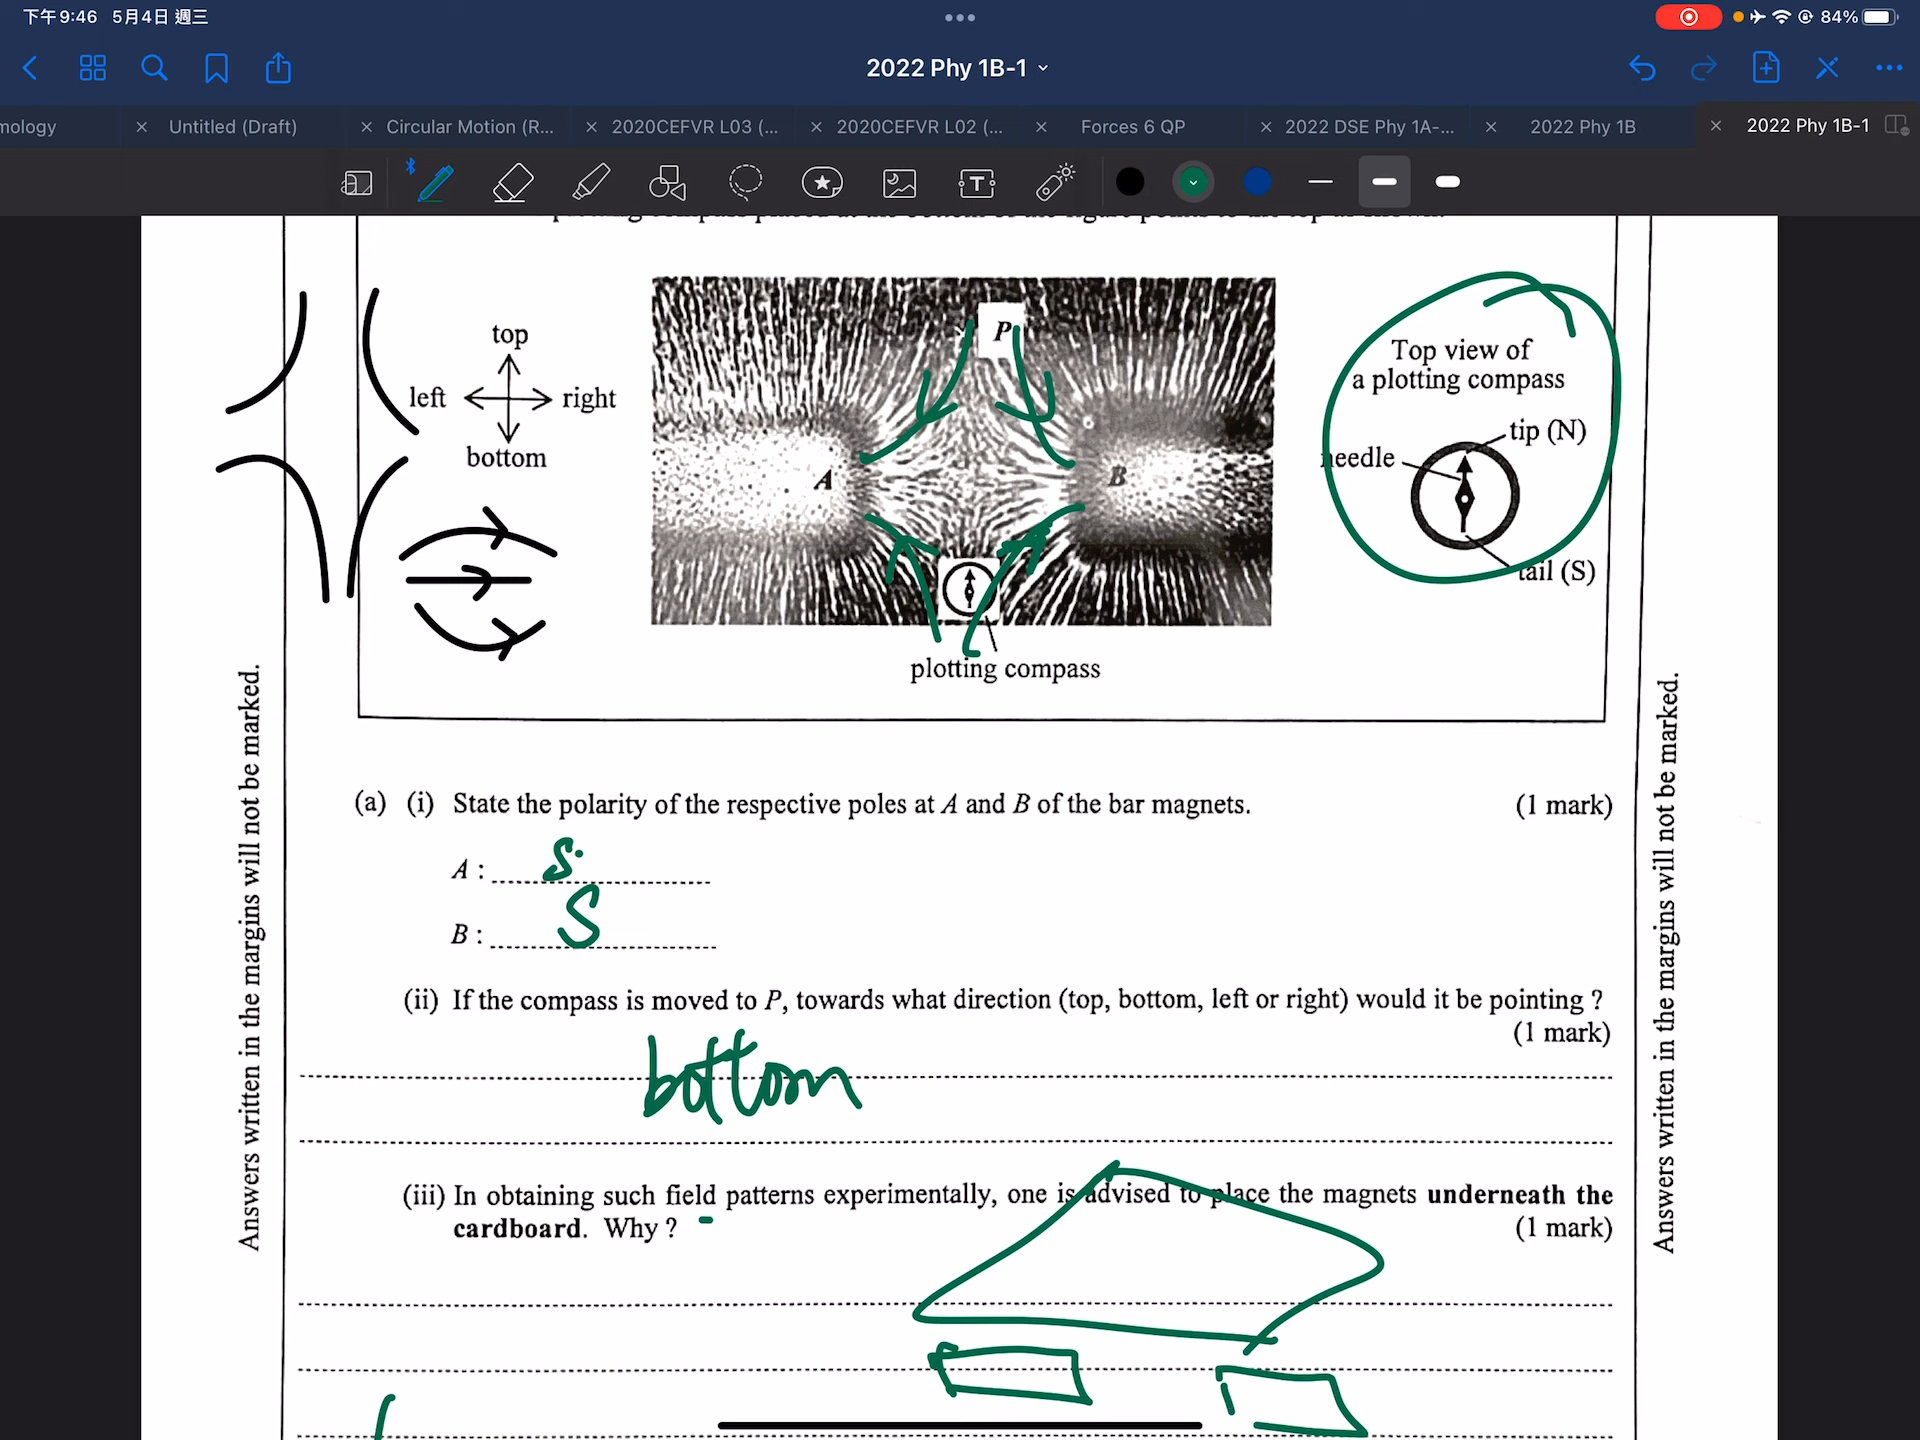 下午9:46 5月4日 週三
84%
2022 Phy 1B-1
mology
Untitled (Draft)
Circular Motion (R...
2020CEFVR L03 (...
2020CEFVR L02 (...
Forces 6 QP
2022 DSE Phy 1A-...
2022 Phy 1B
2022 Phy 1B-1
top
left
right
bottom
P
A
B
plotting compass
Top view of
a plotting compass
tip (N)
needle
tail (S)
Answers written in the margins will not be marked.
(a) (i) State the polarity of the respective poles at A and B of the bar magnets. (1 mark)
A : S
B : S
(ii) If the compass is moved to P, towards what direction (top, bottom, left or right) would it be pointing ?
(1 mark)
bottom
(iii) In obtaining such field patterns experimentally, one is advised to place the magnets underneath the
cardboard. Why ? (1 mark)
Answers written in the margins will not be marked.